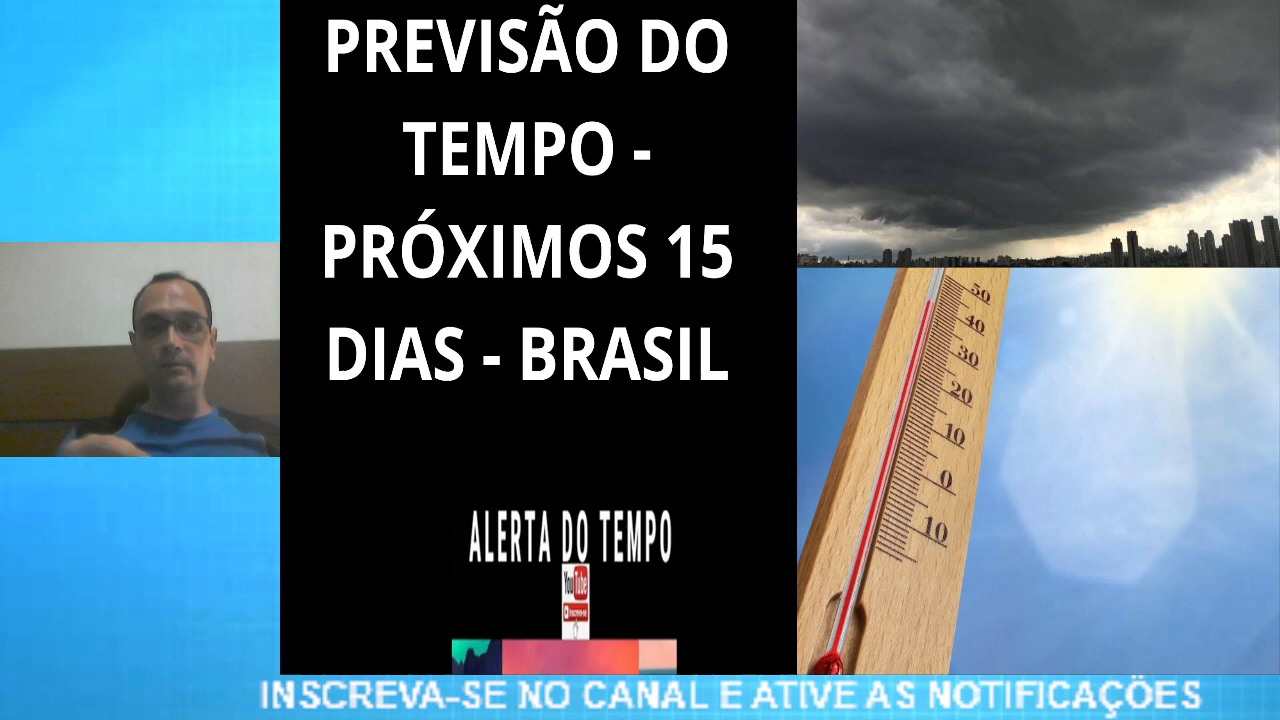 PREVISÃO DO
TEMPO -
PRÓXIMOS 15
DIAS - BRASIL
50
40
30
20
10
0
10
ALERTA DO TEMPO
YouTube
INSCREVA-SE NO CANAL E ATIVE AS NOTIFICAÇÕES